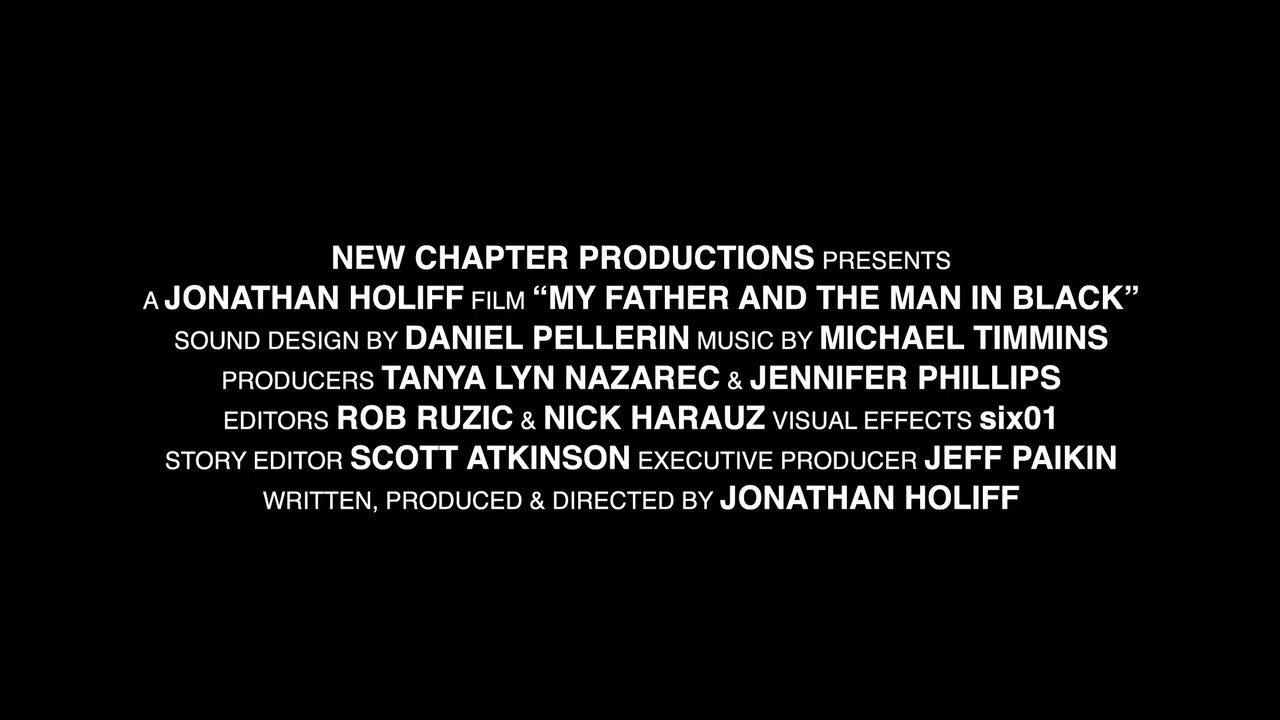 NEW CHAPTER PRODUCTIONS PRESENTS
A JONATHAN HOLIFF FILM “MY FATHER AND THE MAN IN BLACK”
SOUND DESIGN BY DANIEL PELLERIN MUSIC BY MICHAEL TIMMINS
PRODUCERS TANYA LYN NAZAREC & JENNIFER PHILLIPS
EDITORS ROB RUZIC & NICK HARAUZ VISUAL EFFECTS six01
STORY EDITOR SCOTT ATKINSON EXECUTIVE PRODUCER JEFF PAIKIN
WRITTEN, PRODUCED & DIRECTED BY JONATHAN HOLIFF